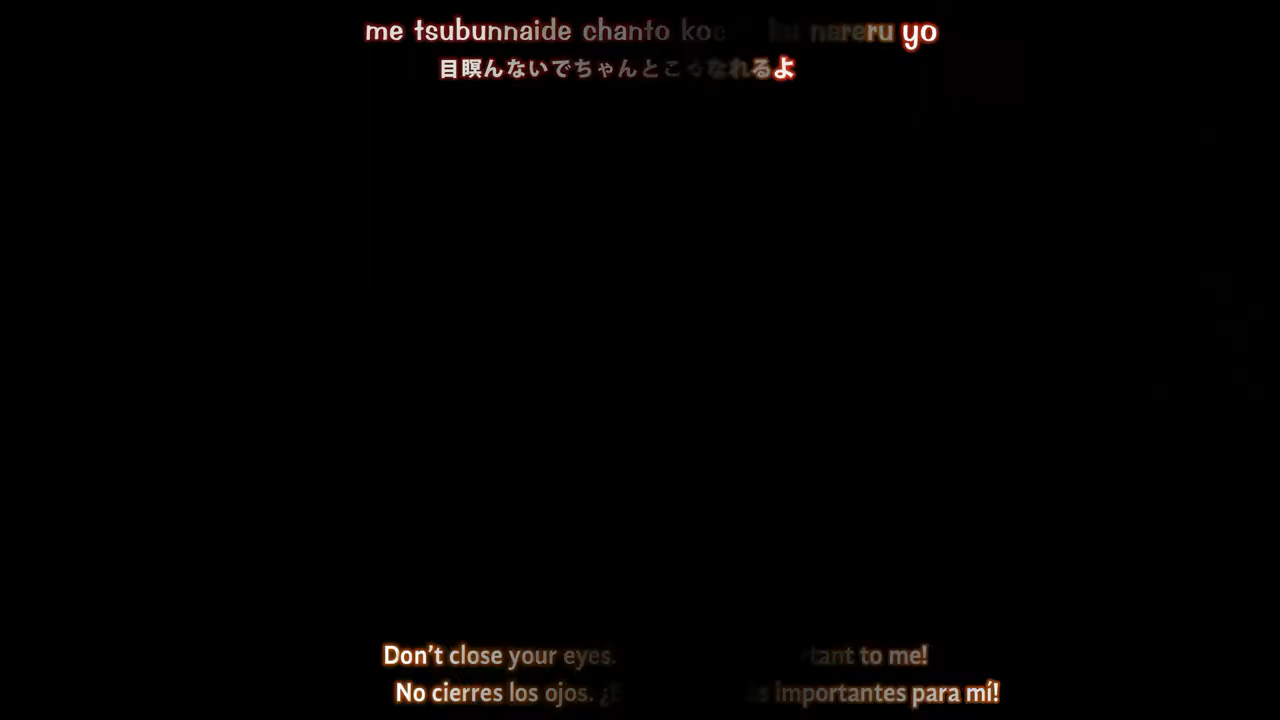 me tsubunnaide chanto nareru yo
目瞑んないでちゃんとこうなれるよ
Don't close your eyes. to me!
No cierres los ojos. importantes para mí!